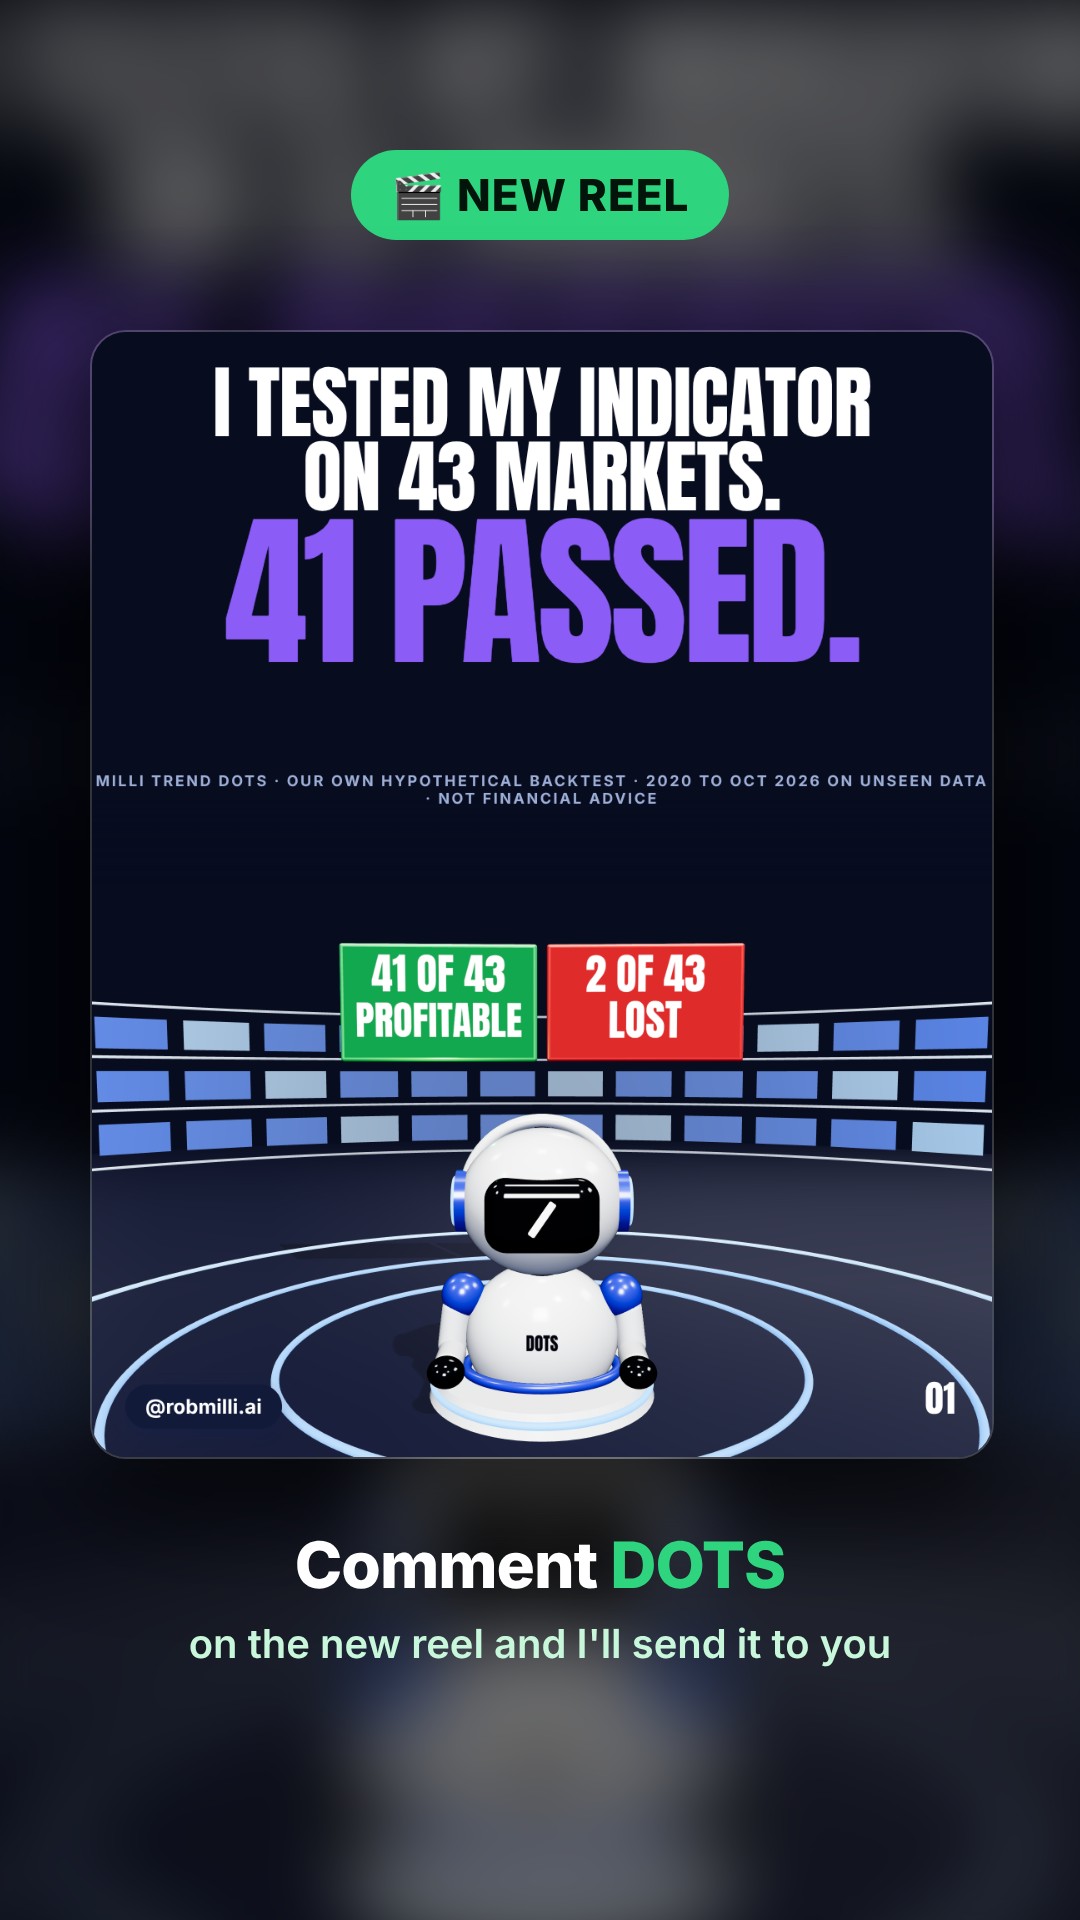 🎬 NEW REEL
I TESTED MY INDICATOR
ON 43 MARKETS.
41 PASSED.
MILLI TREND DOTS · OUR OWN HYPOTHETICAL BACKTEST · 2020 TO OCT 2026 ON UNSEEN DATA
· NOT FINANCIAL ADVICE
41 OF 43
PROFITABLE
2 OF 43
LOST
DOTS
@robmilli.ai
01
Comment DOTS
on the new reel and I'll send it to you